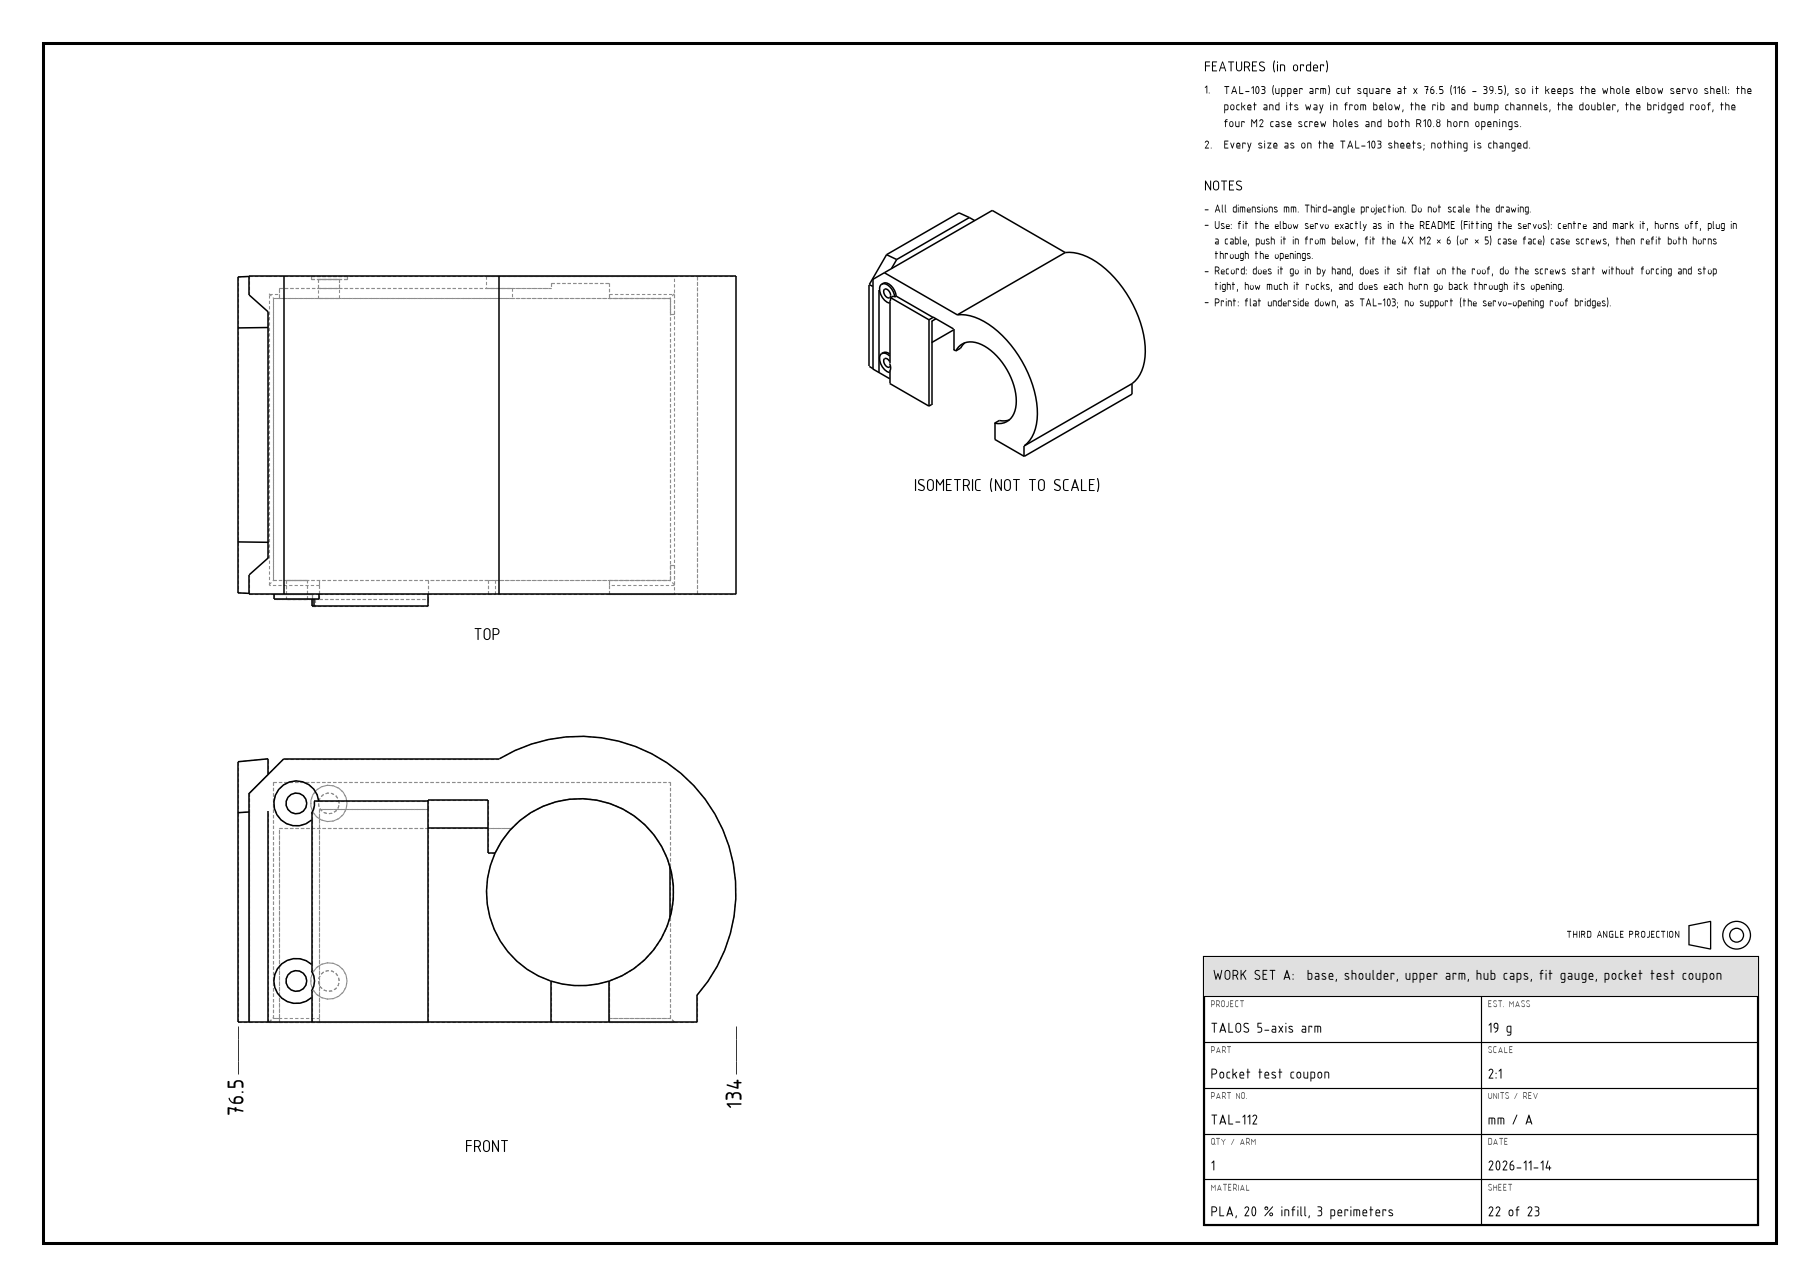 FEATURES (in order)
1. TAL-103 (upper arm) cut square at x 76.5 (116 - 39.5), so it keeps the whole elbow servo shell: the
pocket and its way in from below, the rib and bump channels, the doubler, the bridged roof, the
four M2 case screw holes and both R10.8 horn openings.
2. Every size as on the TAL-103 sheets; nothing is changed.
NOTES
- All dimensions mm. Third-angle projection. Do not scale the drawing.
- Use: fit the elbow servo exactly as in the README (Fitting the servos): centre and mark it, horns off, plug in
a cable, push it in from below, fit the 4X M2 × 6 (or × 5) case face) case screws, then refit both horns
through the openings.
- Record: does it go in by hand, does it sit flat on the roof, do the screws start without forcing and stop
tight, how much it rocks, and does each horn go back through its opening.
- Print: flat underside down, as TAL-103; no support (the servo-opening roof bridges).
ISOMETRIC (NOT TO SCALE)
TOP
76.5
134
FRONT
THIRD ANGLE PROJECTION
WORK SET A: base, shoulder, upper arm, hub caps, fit gauge, pocket test coupon
PROJECT
TALOS 5-axis arm
EST. MASS
19 g
PART
Pocket test coupon
SCALE
2:1
PART NO.
TAL-112
UNITS / REV
mm / A
QTY / ARM
1
DATE
2026-11-14
MATERIAL
PLA, 20 % infill, 3 perimeters
SHEET
22 of 23